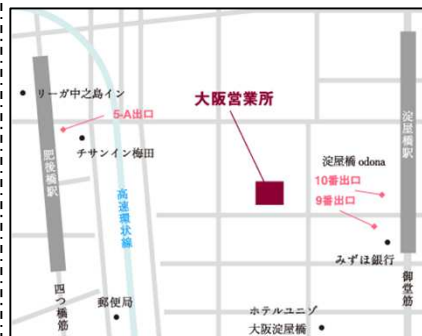 大阪営業所
リーガ中之島イン
5-A出口
チサンイン梅田
肥後橋駅
高速環状線
淀屋橋駅
淀屋橋 odona
10番出口
9番出口
みずほ銀行
四つ橋筋
郵便局
ホテルユニゾ
大阪淀屋橋
御堂筋